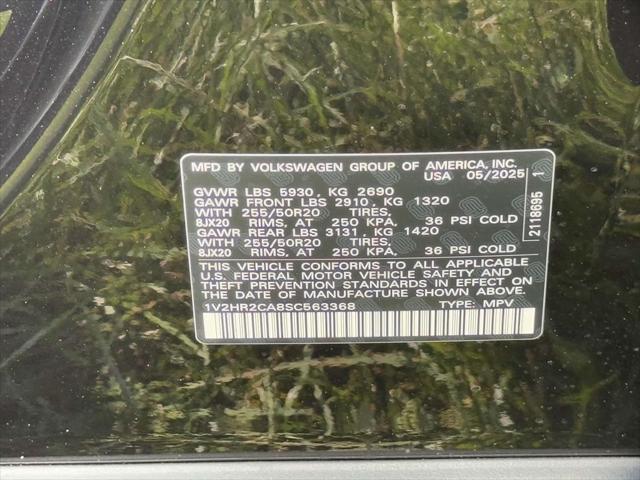 MFD BY VOLKSWAGEN GROUP OF AMERICA, INC.
USA 05/2025
GVWR LBS 5930, KG 2690
GAWR FRONT LBS 2910, KG 1320
WITH 255/50R20 TIRES,
8JX20 RIMS, AT 250 KPA, 36 PSI COLD
GAWR REAR LBS 3131, KG 1420
WITH 255/50R20 TIRES,
8JX20 RIMS, AT 250 KPA, 36 PSI COLD
THIS VEHICLE CONFORMS TO ALL APPLICABLE
U.S. FEDERAL MOTOR VEHICLE SAFETY AND
THEFT PREVENTION STANDARDS IN EFFECT ON
THE DATE OF MANUFACTURE SHOWN ABOVE.
1V2HR2CA8SC563368 TYPE: MPV
2118695 1